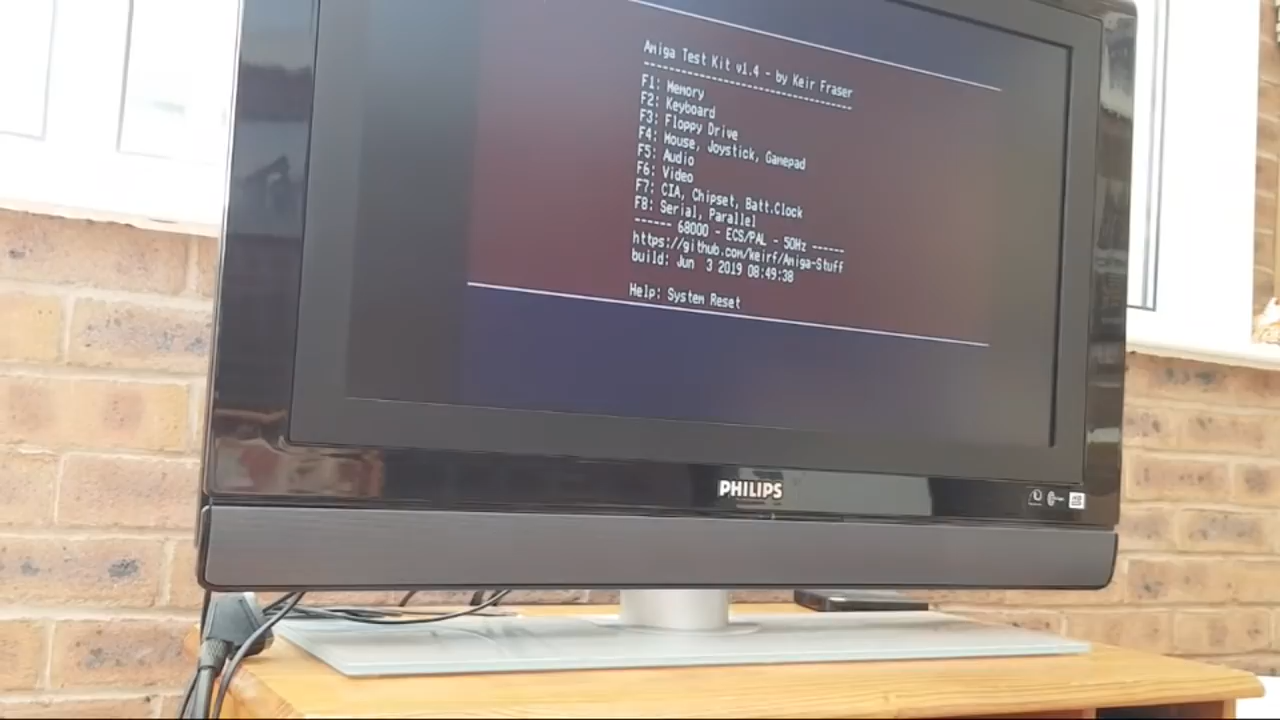 Amiga Test Kit v1.4 - by Keir Fraser
------------------------------------
F1: Memory
F2: Keyboard
F3: Floppy Drive
F4: Mouse, Joystick, Gamepad
F5: Audio
F6: Video
F7: CIA, Chipset, Batt.Clock
F8: Serial, Parallel
------ 68000 - ECS/PAL - 50Hz ------
https://github.com/keirf/Amiga-Stuff
build: Jun  3 2019 08:49:38
Help: System Reset
PHILIPS